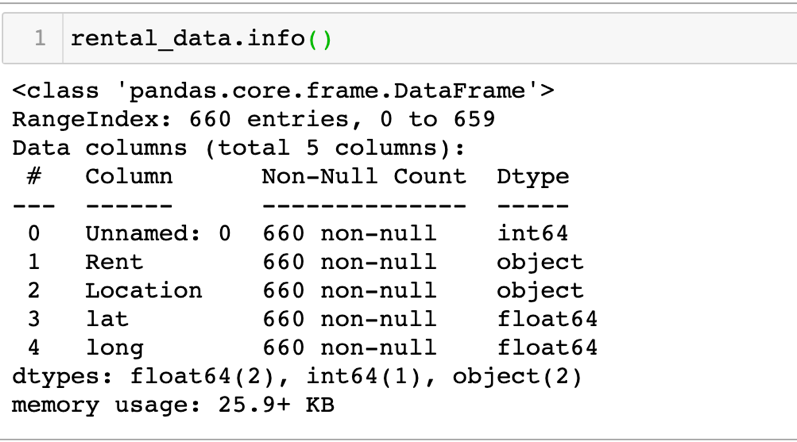 1 rental_data.info()
<class 'pandas.core.frame.DataFrame'>
RangeIndex: 660 entries, 0 to 659
Data columns (total 5 columns):
 #   Column      Non-Null Count  Dtype
---  ------      --------------  -----
 0   Unnamed: 0  660 non-null    int64
 1   Rent        660 non-null    object
 2   Location    660 non-null    object
 3   lat         660 non-null    float64
 4   long        660 non-null    float64
dtypes: float64(2), int64(1), object(2)
memory usage: 25.9+ KB